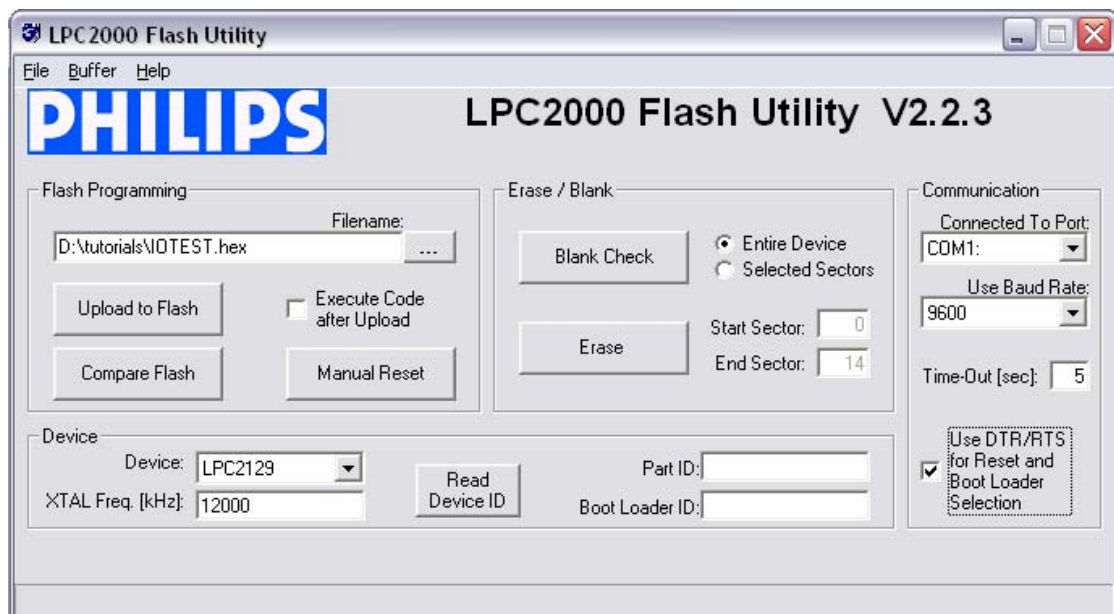 LPC2000 Flash Utility
File Buffer Help
PHILIPS
LPC2000 Flash Utility V2.2.3
Flash Programming
Filename:
D:\tutorials\IOTEST.hex
...
Upload to Flash
Execute Code
after Upload
Compare Flash
Manual Reset
Erase / Blank
Blank Check
Entire Device
Selected Sectors
Erase
Start Sector: 0
End Sector: 14
Communication
Connected To Port:
COM1:
Use Baud Rate:
9600
Time-Out [sec]: 5
Use DTR/RTS
for Reset and
Boot Loader
Selection
Device
Device: LPC2129
XTAL Freq. [kHz]: 12000
Read
Device ID
Part ID:
Boot Loader ID: